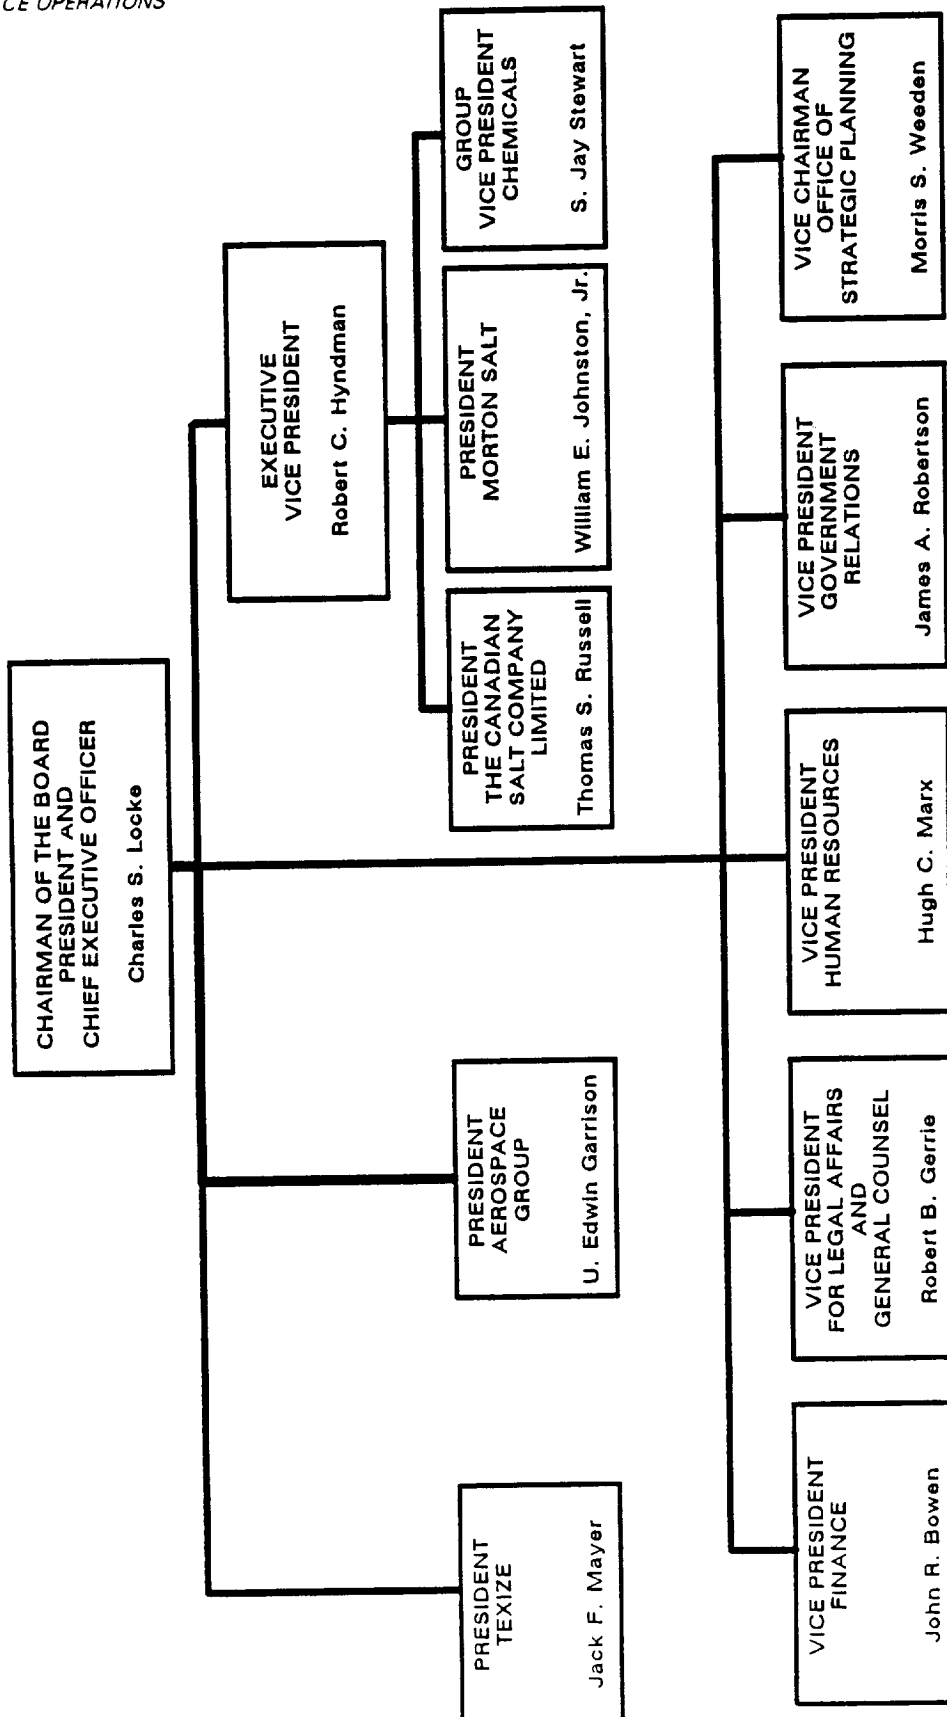 CE OPERATIONS
CHAIRMAN OF THE BOARD
PRESIDENT AND
CHIEF EXECUTIVE OFFICER
Charles S. Locke
EXECUTIVE
VICE PRESIDENT
Robert C. Hyndman
PRESIDENT
TEXIZE
Jack F. Mayer
PRESIDENT
AEROSPACE
GROUP
U. Edwin Garrison
PRESIDENT
THE CANADIAN
SALT COMPANY
LIMITED
Thomas S. Russell
PRESIDENT
MORTON SALT
William E. Johnston, Jr.
GROUP
VICE PRESIDENT
CHEMICALS
S. Jay Stewart
VICE PRESIDENT
FINANCE
John R. Bowen
VICE PRESIDENT
FOR LEGAL AFFAIRS
AND
GENERAL COUNSEL
Robert B. Gerrie
VICE PRESIDENT
HUMAN RESOURCES
Hugh C. Marx
VICE PRESIDENT
GOVERNMENT
RELATIONS
James A. Robertson
VICE CHAIRMAN
OFFICE OF
STRATEGIC PLANNING
Morris S. Weeden